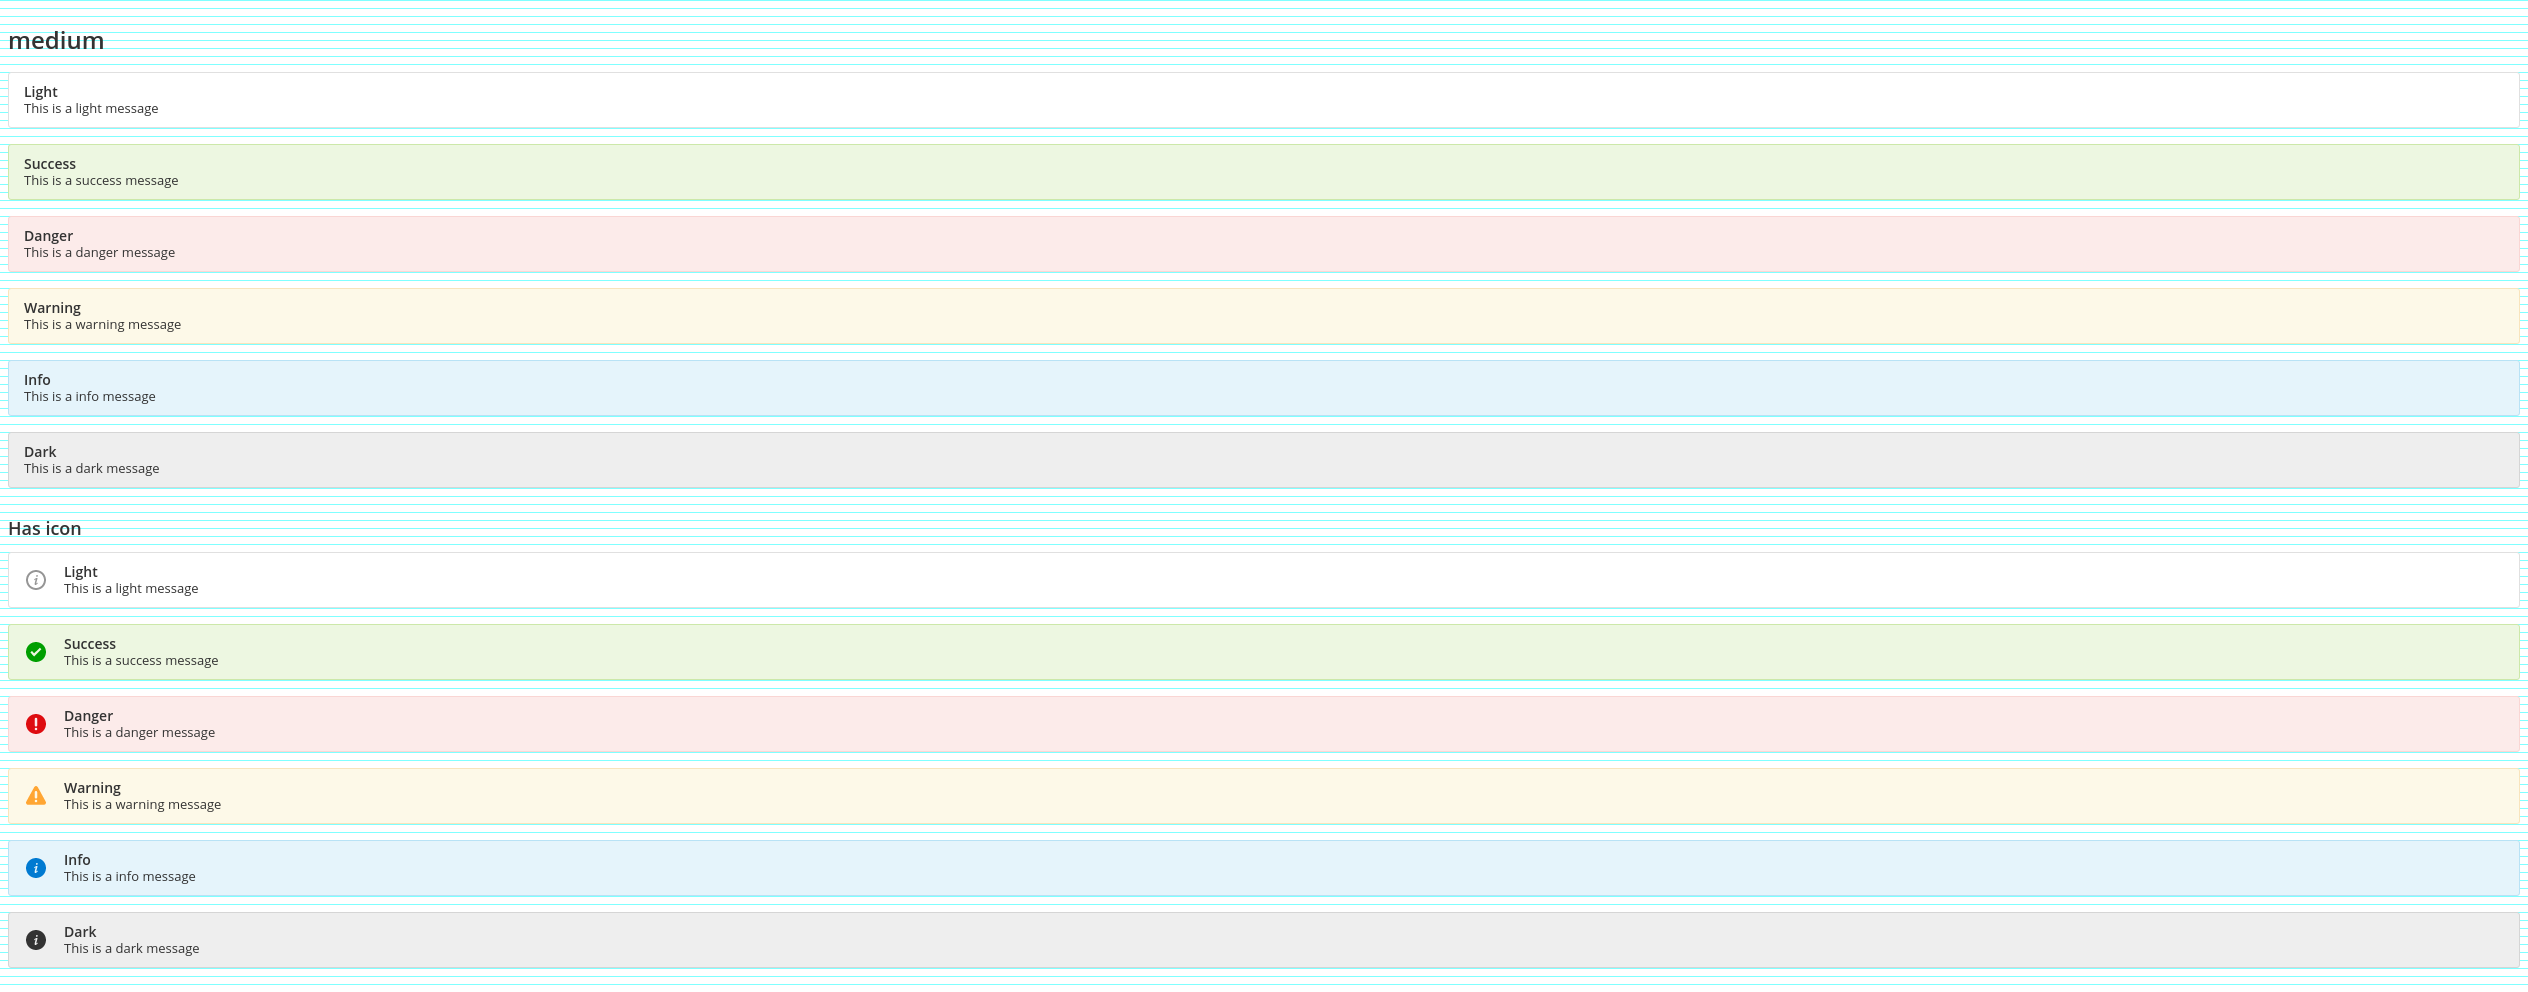 medium
Light
This is a light message
Success
This is a success message
Danger
This is a danger message
Warning
This is a warning message
Info
This is a info message
Dark
This is a dark message
Has icon
Light
This is a light message
Success
This is a success message
Danger
This is a danger message
Warning
This is a warning message
Info
This is a info message
Dark
This is a dark message